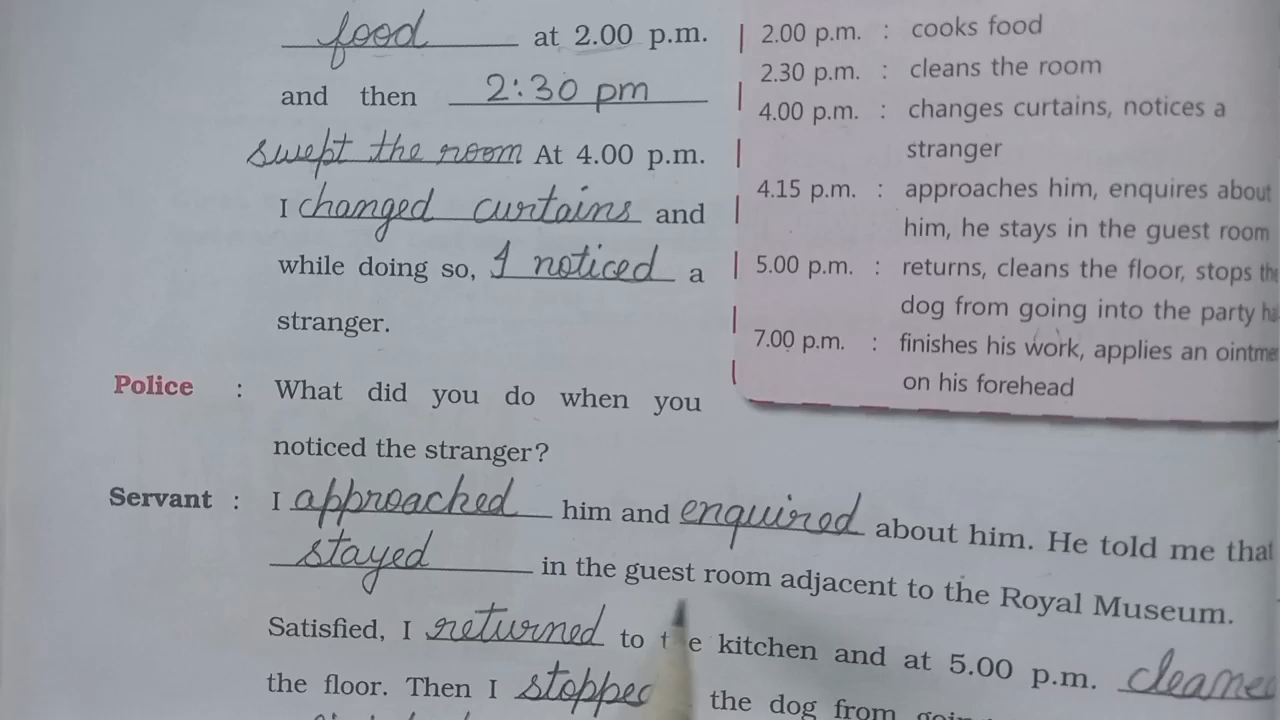 food at 2.00 p.m.
and then 2:30 pm
swept the room At 4.00 p.m.
I changed curtains and
while doing so, I noticed a
stranger.
Police : What did you do when you
noticed the stranger?
Servant : I approached him and enquired about him. He told me that
stayed in the guest room adjacent to the Royal Museum.
Satisfied, I returned to the kitchen and at 5.00 p.m. cleane
the floor. Then I stopped the dog from
2.00 p.m. : cooks food
2.30 p.m. : cleans the room
4.00 p.m. : changes curtains, notices a
stranger
4.15 p.m. : approaches him, enquires about
him, he stays in the guest room
5.00 p.m. : returns, cleans the floor, stops th
dog from going into the party ha
7.00 p.m. : finishes his work, applies an ointme
on his forehead